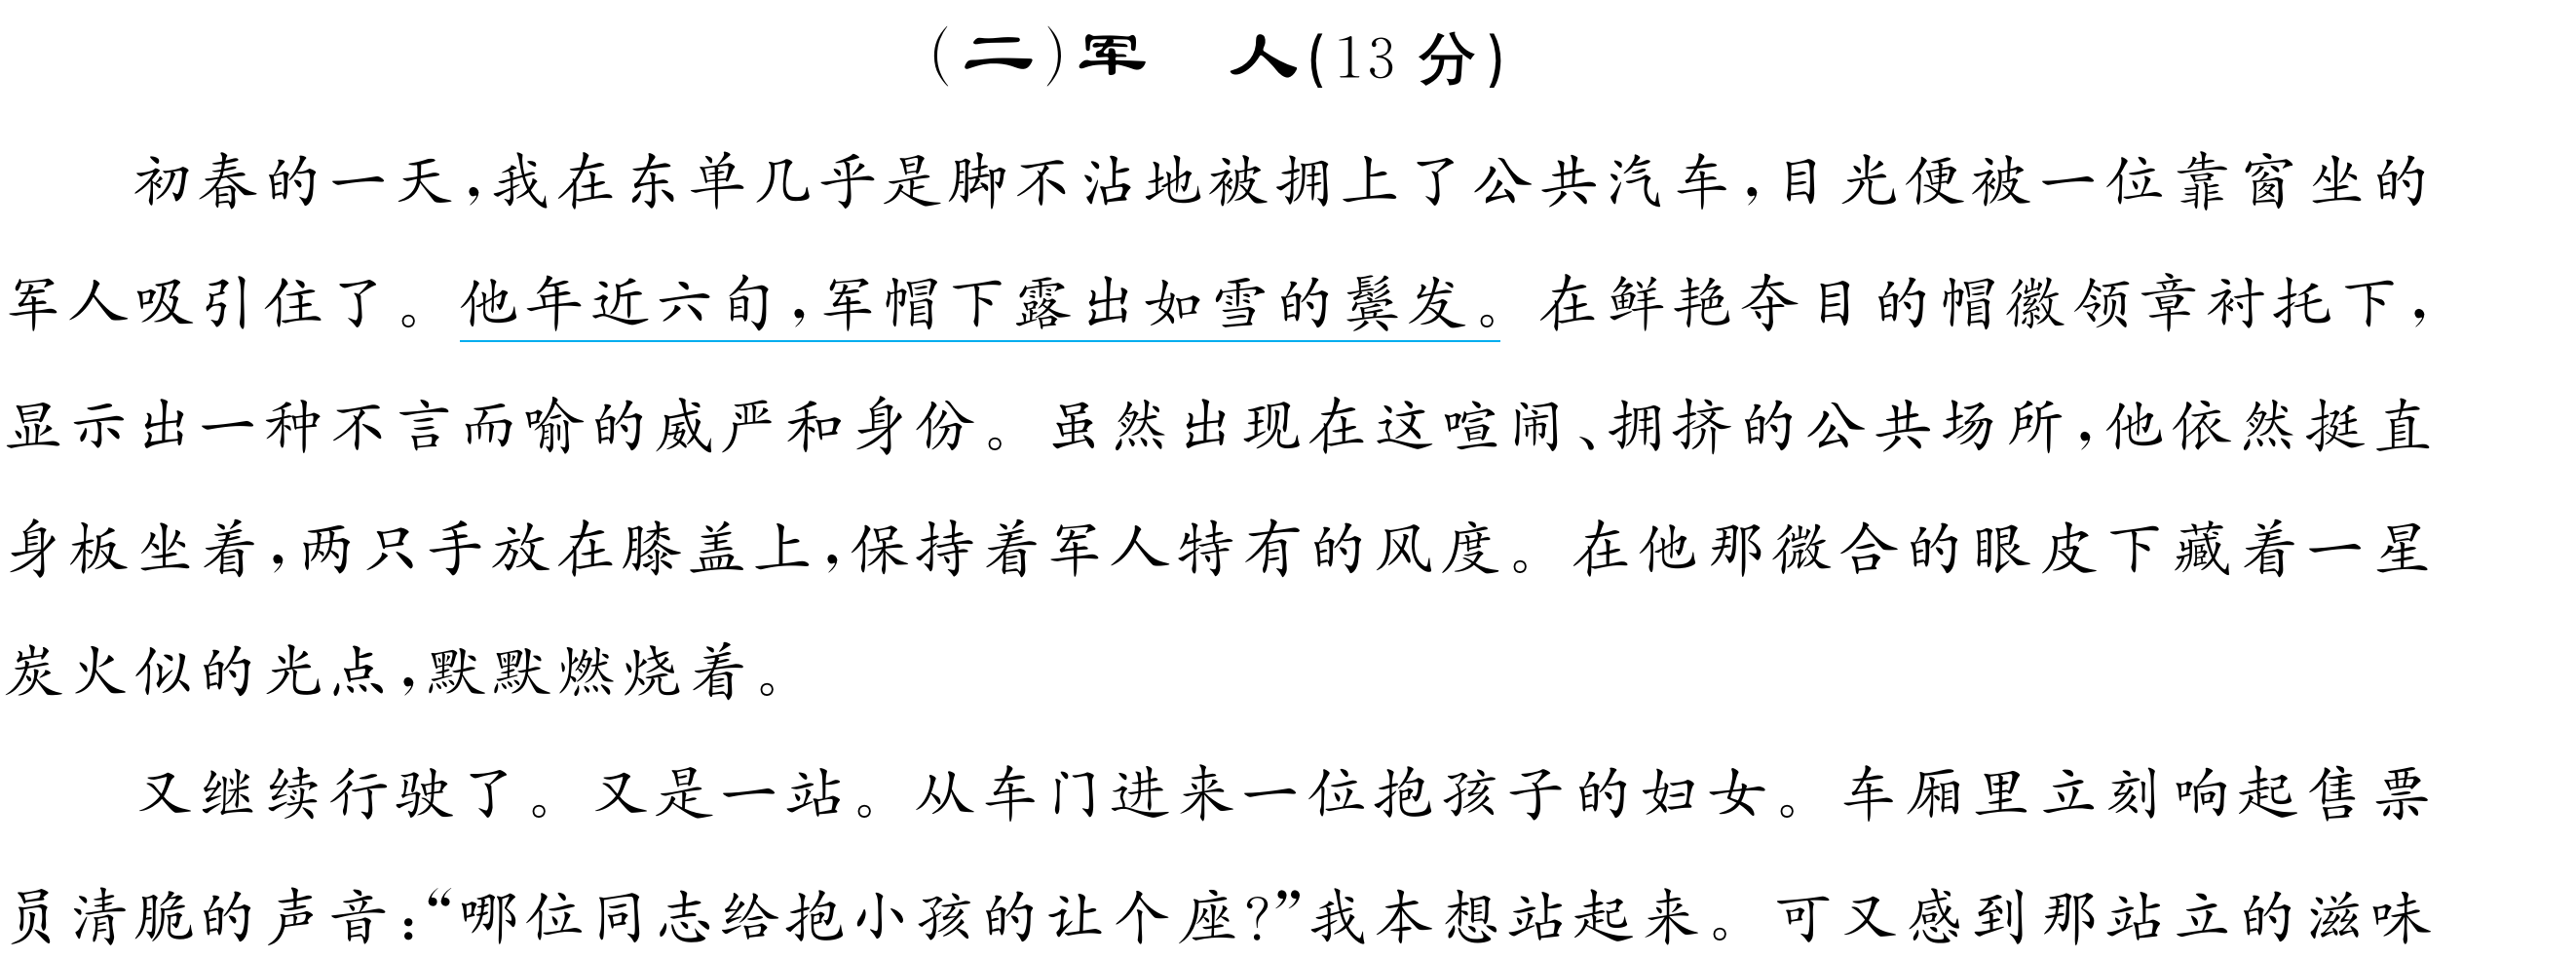 (二)军 人(13 分)
初春的一天,我在东单几乎是脚不沾地被拥上了公共汽车,目光便被一位靠窗坐的
军人吸引住了。他年近六旬,军帽下露出如雪的鬓发。在鲜艳夺目的帽徽领章衬托下,
显示出一种不言而喻的威严和身份。虽然出现在这喧闹、拥挤的公共场所,他依然挺直
身板坐着,两只手放在膝盖上,保持着军人特有的风度。在他那微合的眼皮下藏着一星
炭火似的光点,默默燃烧着。
又继续行驶了。又是一站。从车门进来一位抱孩子的妇女。车厢里立刻响起售票
员清脆的声音:“哪位同志给抱小孩的让个座?”我本想站起来。可又感到那站立的滋味